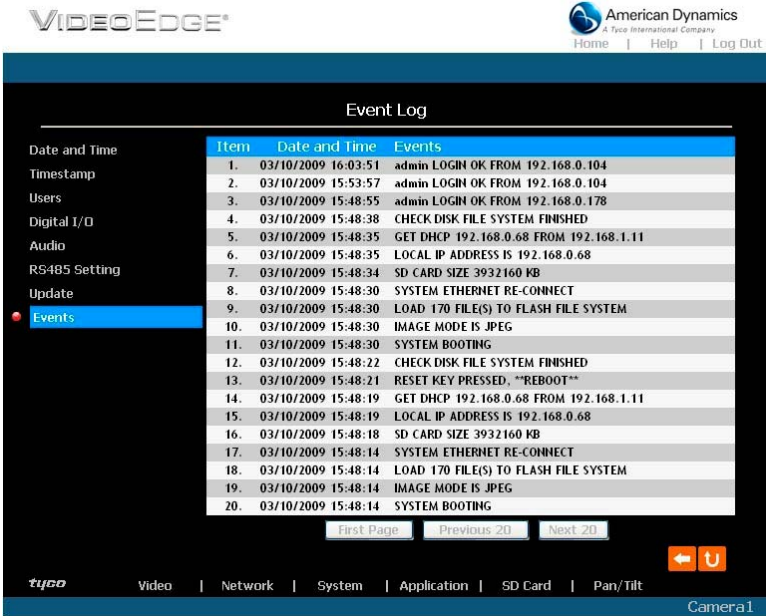 VIDEOEDGE®
American Dynamics
A Tyco International Company
Home | Help | Log Out
Event Log
Date and Time
Timestamp
Users
Digital I/O
Audio
RS485 Setting
Update
Events
Item Date and Time Events
1. 03/10/2009 16:03:51 admin LOGIN OK FROM 192.168.0.104
2. 03/10/2009 15:53:57 admin LOGIN OK FROM 192.168.0.104
3. 03/10/2009 15:48:55 admin LOGIN OK FROM 192.168.0.178
4. 03/10/2009 15:48:38 CHECK DISK FILE SYSTEM FINISHED
5. 03/10/2009 15:48:35 GET DHCP 192.168.0.68 FROM 192.168.1.11
6. 03/10/2009 15:48:35 LOCAL IP ADDRESS IS 192.168.0.68
7. 03/10/2009 15:48:34 SD CARD SIZE 3932160 KB
8. 03/10/2009 15:48:30 SYSTEM ETHERNET RE-CONNECT
9. 03/10/2009 15:48:30 LOAD 170 FILE(S) TO FLASH FILE SYSTEM
10. 03/10/2009 15:48:30 IMAGE MODE IS JPEG
11. 03/10/2009 15:48:30 SYSTEM BOOTING
12. 03/10/2009 15:48:22 CHECK DISK FILE SYSTEM FINISHED
13. 03/10/2009 15:48:21 RESET KEY PRESSED, **REBOOT**
14. 03/10/2009 15:48:19 GET DHCP 192.168.0.68 FROM 192.168.1.11
15. 03/10/2009 15:48:19 LOCAL IP ADDRESS IS 192.168.0.68
16. 03/10/2009 15:48:18 SD CARD SIZE 3932160 KB
17. 03/10/2009 15:48:14 SYSTEM ETHERNET RE-CONNECT
18. 03/10/2009 15:48:14 LOAD 170 FILE(S) TO FLASH FILE SYSTEM
19. 03/10/2009 15:48:14 IMAGE MODE IS JPEG
20. 03/10/2009 15:48:14 SYSTEM BOOTING
First Page Previous 20 Next 20
tyco Video | Network | System | Application | SD Card | Pan/Tilt
Camera1